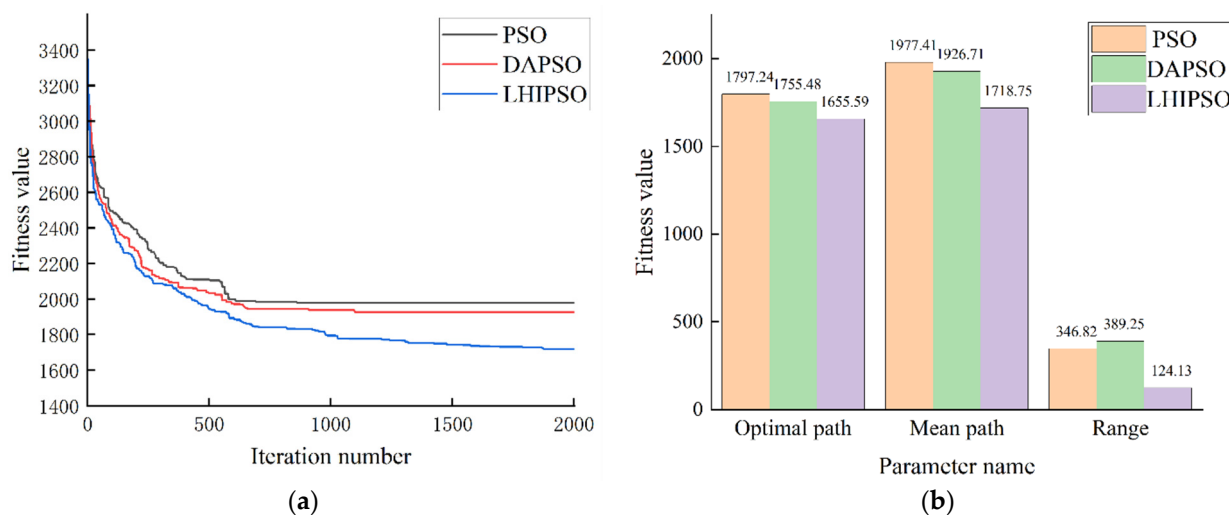 PSO
DAPSO
LHIPSO
3400
3200
3000
2800
2600
2400
2200
2000
1800
1600
1400
Fitness value
0 500 1000 1500 2000
Iteration number
(a)
PSO
DAPSO
LHIPSO
2000
1500
1000
500
0
Fitness value
1797.24 1755.48 1655.59
1977.41 1926.71 1718.75
346.82 389.25 124.13
Optimal path Mean path Range
Parameter name
(b)